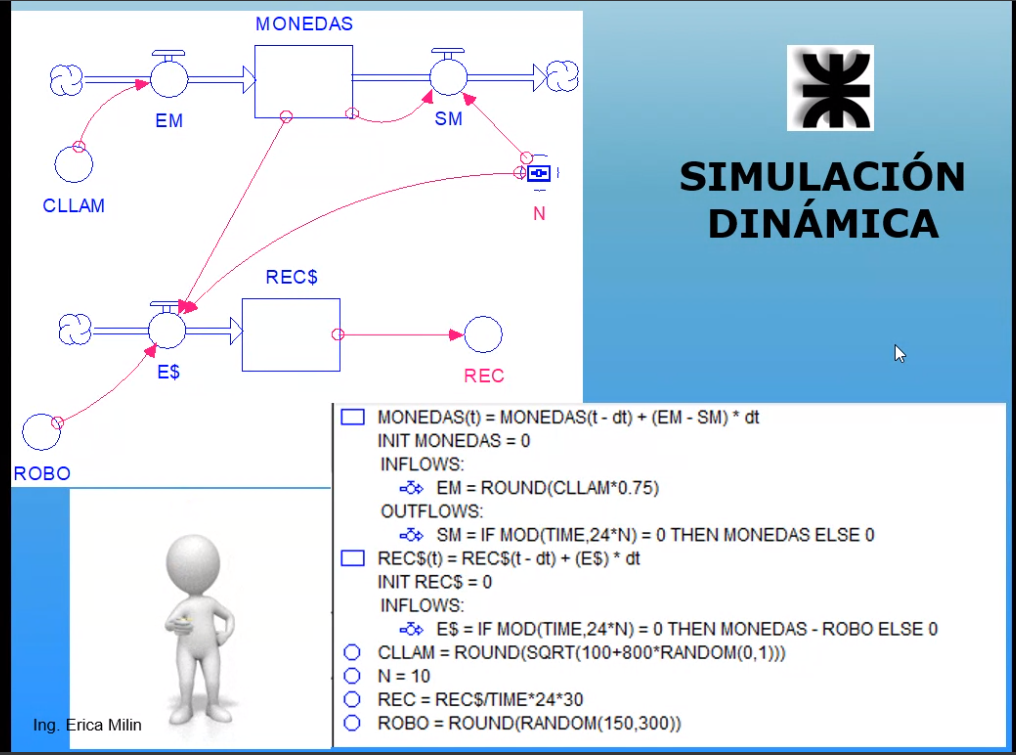 MONEDAS
EM
SM
CLLAM
N
REC$
E$
REC
ROBO
SIMULACIÓN
DINÁMICA
MONEDAS(t) = MONEDAS(t - dt) + (EM - SM) * dt
INIT MONEDAS = 0
INFLOWS:
EM = ROUND(CLLAM*0.75)
OUTFLOWS:
SM = IF MOD(TIME,24*N) = 0 THEN MONEDAS ELSE 0
REC$(t) = REC$(t - dt) + (E$) * dt
INIT REC$ = 0
INFLOWS:
E$ = IF MOD(TIME,24*N) = 0 THEN MONEDAS - ROBO ELSE 0
CLLAM = ROUND(SQRT(100+800*RANDOM(0,1)))
N = 10
REC = REC$/TIME*24*30
ROBO = ROUND(RANDOM(150,300))
Ing. Erica Milin